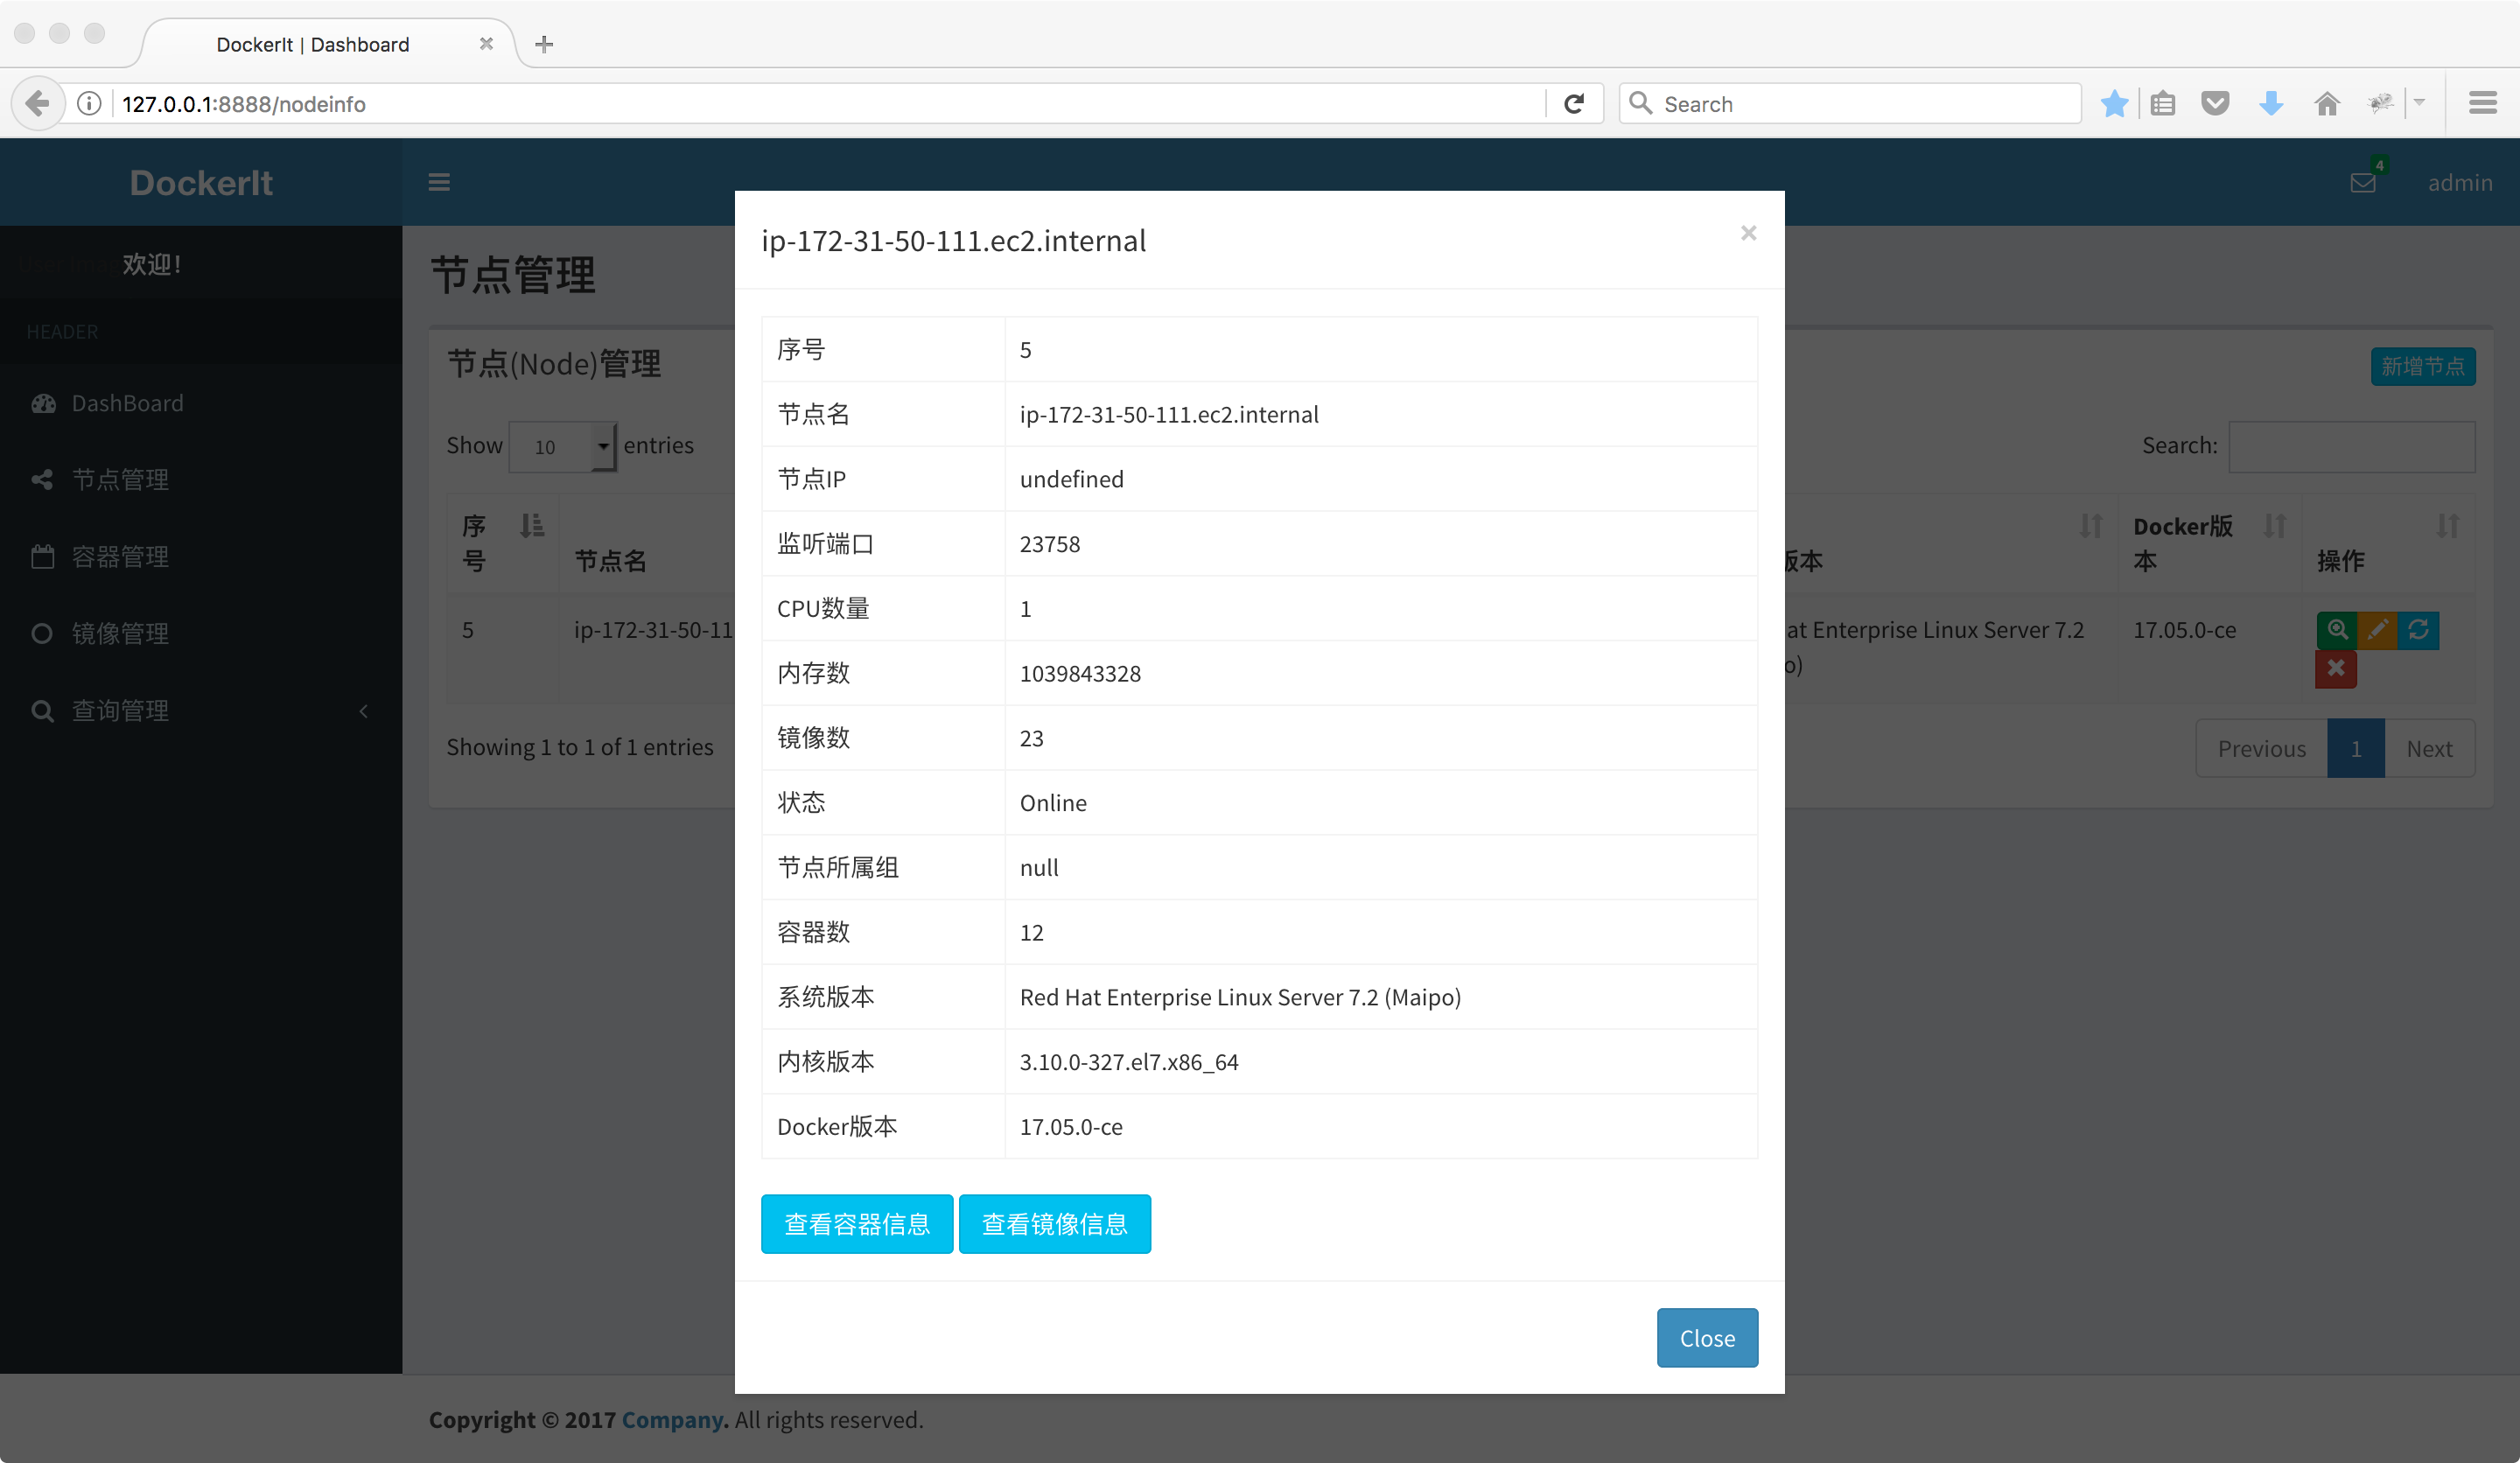 DockerIt | Dashboard
127.0.0.1:8888/nodeinfo
Search
DockerIt
4
admin
User Imag 欢迎!
HEADER
DashBoard
节点管理
容器管理
镜像管理
查询管理
节点管理
节点(Node)管理
新增节点
Show 10 entries
Search:
序号
节点名
版本
Docker版本
操作
5
ip-172-31-50-11
at Enterprise Linux Server 7.2
o)
17.05.0-ce
Showing 1 to 1 of 1 entries
Previous 1 Next
ip-172-31-50-111.ec2.internal
序号 5
节点名 ip-172-31-50-111.ec2.internal
节点IP undefined
监听端口 23758
CPU数量 1
内存数 1039843328
镜像数 23
状态 Online
节点所属组 null
容器数 12
系统版本 Red Hat Enterprise Linux Server 7.2 (Maipo)
内核版本 3.10.0-327.el7.x86_64
Docker版本 17.05.0-ce
查看容器信息 查看镜像信息
Close
Copyright © 2017 Company. All rights reserved.